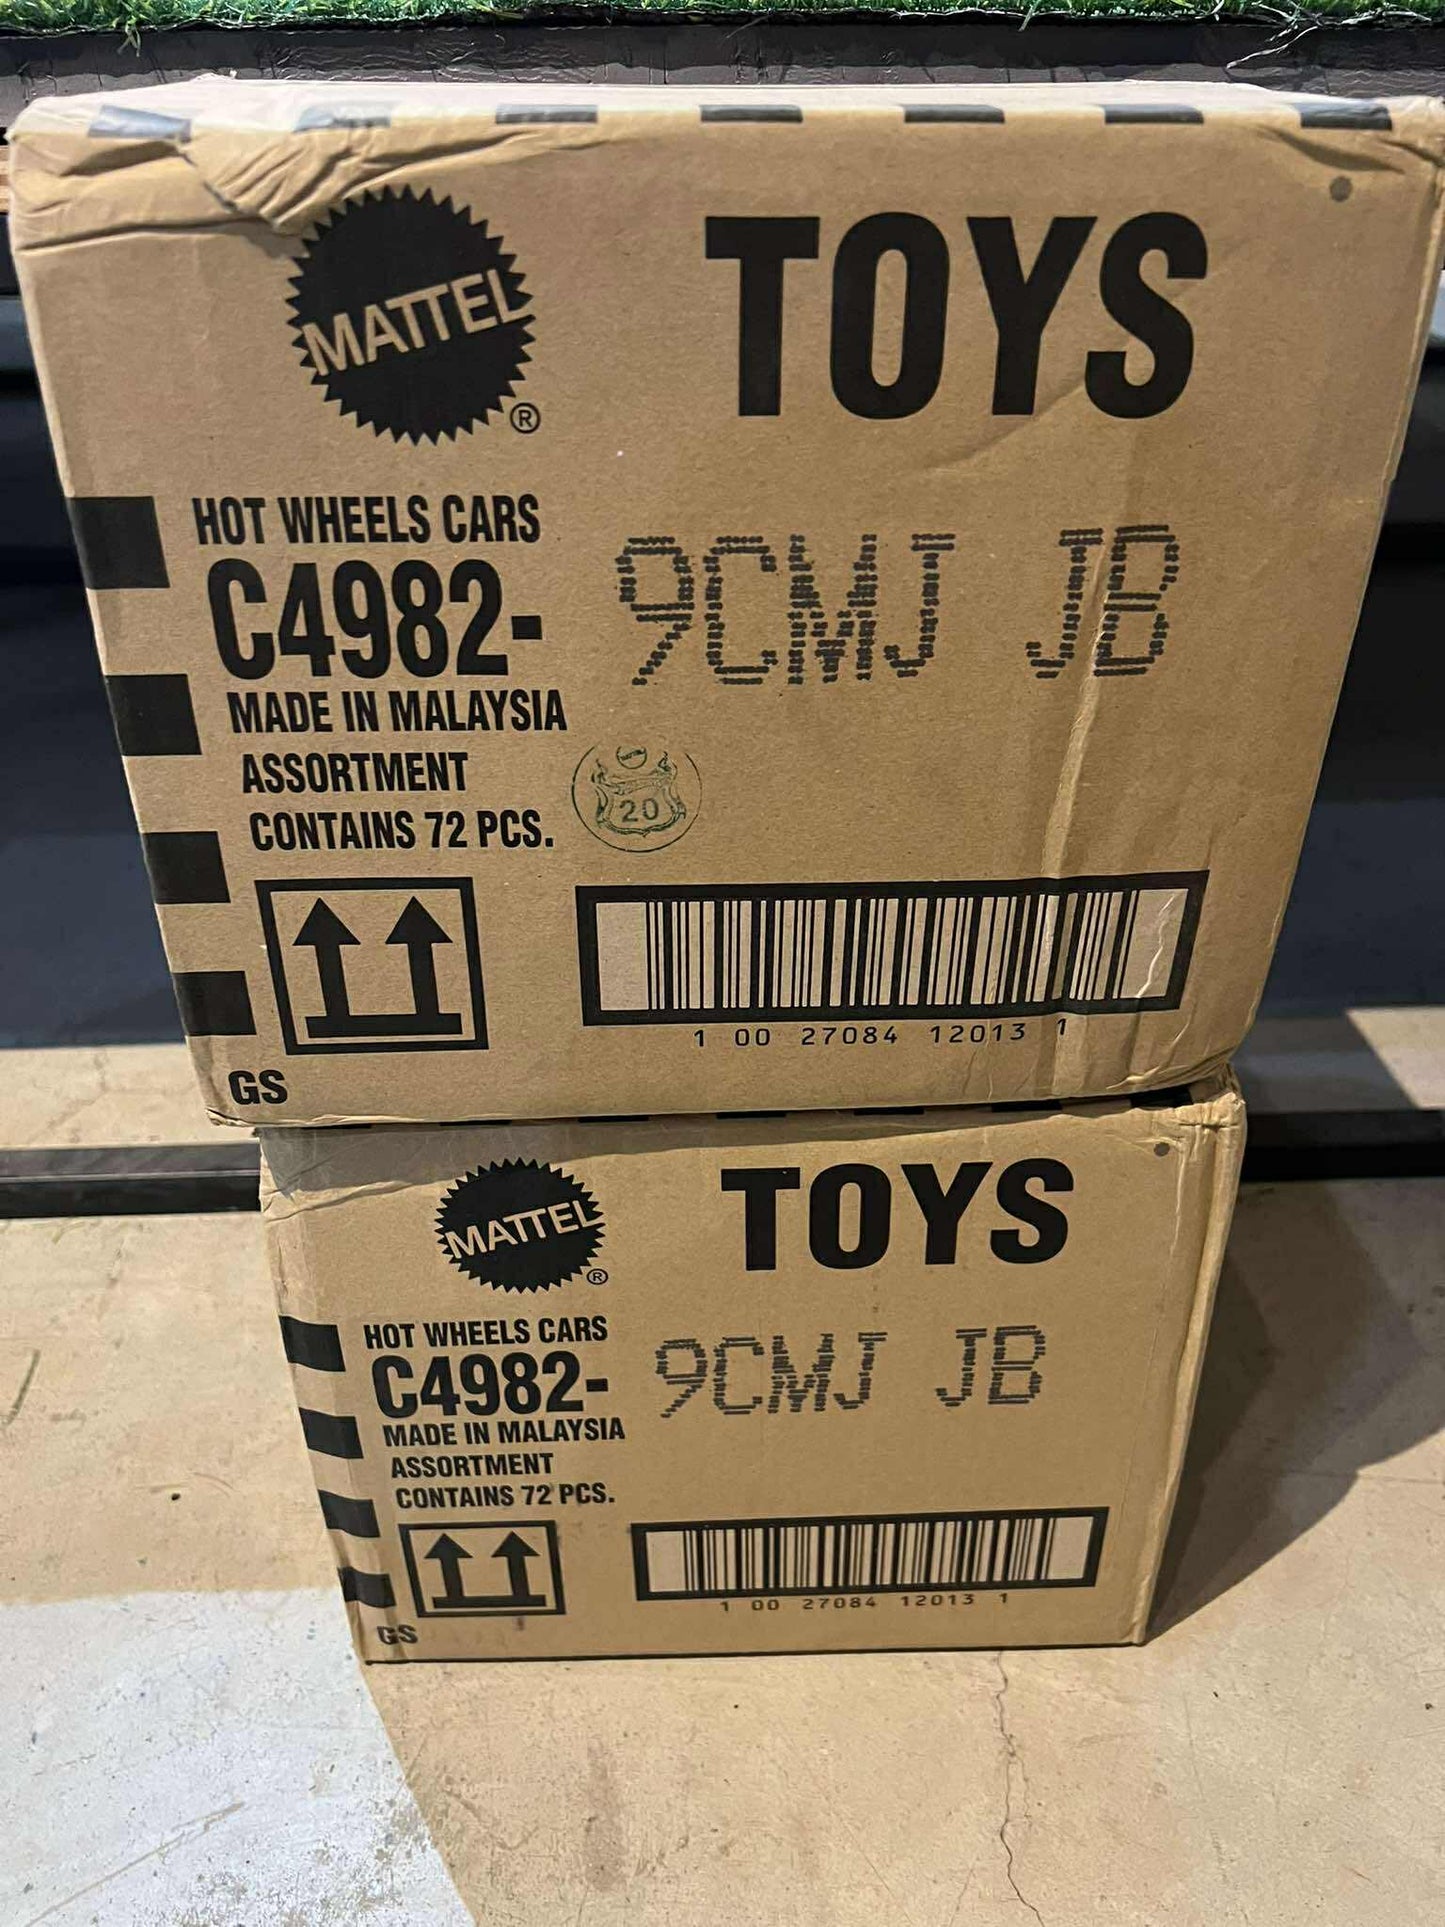 MATTEL
®
TOYS
HOT WHEELS CARS
C4982-
9CWJ JB
MADE IN MALAYSIA
ASSORTMENT
CONTAINS 72 PCS.
20
1 00 27084 12013 1
GS
MATTEL
®
TOYS
HOT WHEELS CARS
C4982-
9CWJ JB
MADE IN MALAYSIA
ASSORTMENT
CONTAINS 72 PCS.
1 00 27084 12013 1
GS